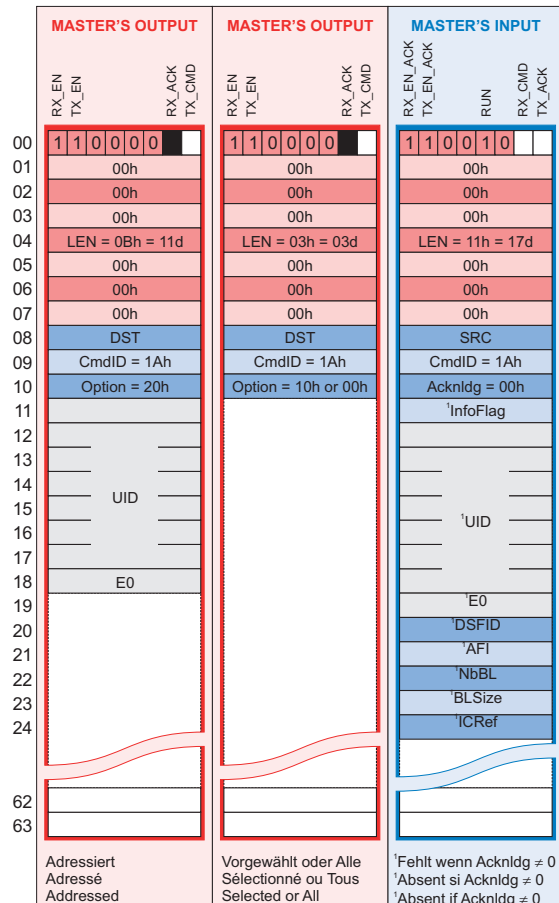 MASTER'S OUTPUT MASTER'S OUTPUT MASTER'S INPUT
RX_EN TX_EN RX_ACK TX_CMD RX_EN TX_EN RX_ACK TX_CMD RX_EN_ACK TX_EN_ACK RUN RX_CMD TX_ACK
00 1 1 0 0 0 0 1 1 0 0 0 0 1 1 0 0 1 0
01 00h 00h 00h
02 00h 00h 00h
03 00h 00h 00h
04 LEN = 0Bh = 11d LEN = 03h = 03d LEN = 11h = 17d
05 00h 00h 00h
06 00h 00h 00h
07 00h 00h 00h
08 DST DST SRC
09 CmdID = 1Ah CmdID = 1Ah CmdID = 1Ah
10 Option = 20h Option = 10h or 00h Acknldg = 00h
11 ¹InfoFlag
12
13
14
15 UID
16 ¹UID
17
18 E0
19 ¹E0
20 ¹DSFID
21 ¹AFI
22 ¹NbBL
23 ¹BLSize
24 ¹ICRef
62
63
Adressiert Vorgewählt oder Alle ¹Fehlt wenn Acknldg ≠ 0
Adressé Sélectionné ou Tous ¹Absent si Acknldg ≠ 0
Addressed Selected or All ¹Absent if Acknldg ≠ 0